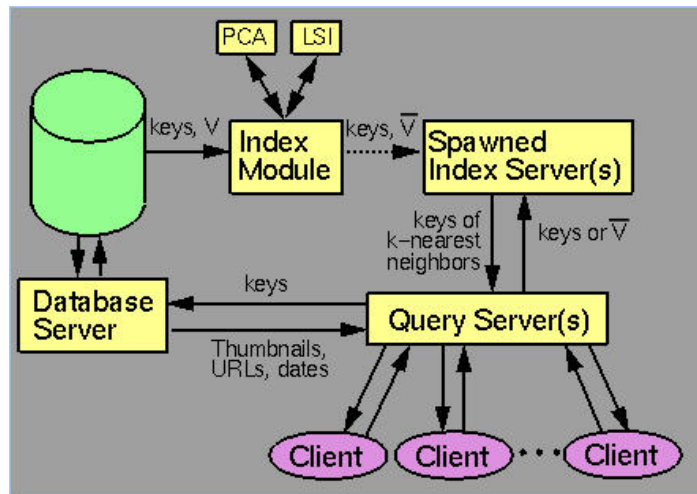 PCA
LSI
keys, V
Index
Module
keys, V̅
Spawned
Index Server(s)
keys of
k-nearest
neighbors
keys or V̅
Database
Server
keys
Thumbnails,
URLs, dates
Query Server(s)
Client
Client
Client